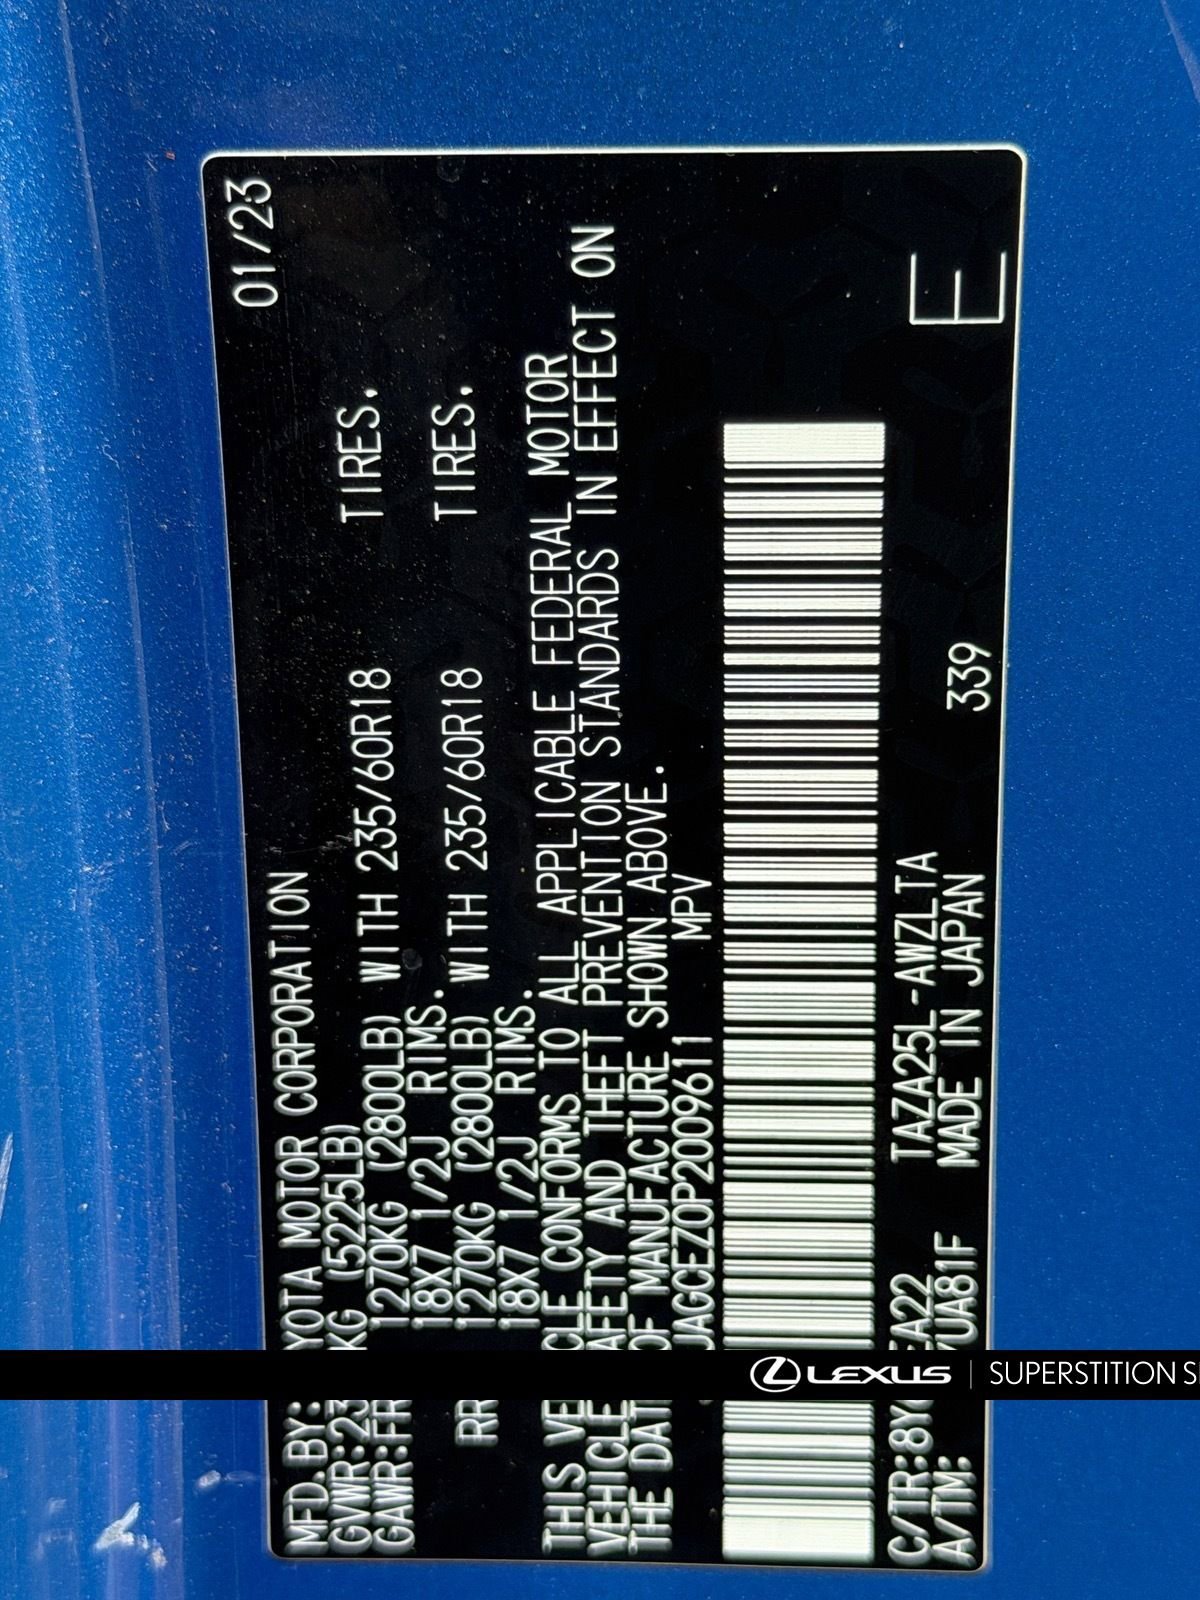 01/23
MFD.BY: YOTA MOTOR CORPORATION
GVWR:23 KG (5225LB)
GAWR:FR 1270KG (2800LB) WITH 235/60R18 TIRES.
18X7 1/2J RIMS.
RR 1270KG (2800LB) WITH 235/60R18 TIRES.
18X7 1/2J RIMS.
THIS VE CLE CONFORMS TO ALL APPLICABLE FEDERAL MOTOR
VEHICLE AFETY AND THEFT PREVENTION STANDARDS IN EFFECT ON
THE DAT OF MANUFACTURE SHOWN ABOVE.
JAGCEZ0P2009611 MPV
E
C/TR:8Y EA22 TAZA25L-AWZLTA
A/TM: UA81F MADE IN JAPAN 339
LEXUS | SUPERSTITION S